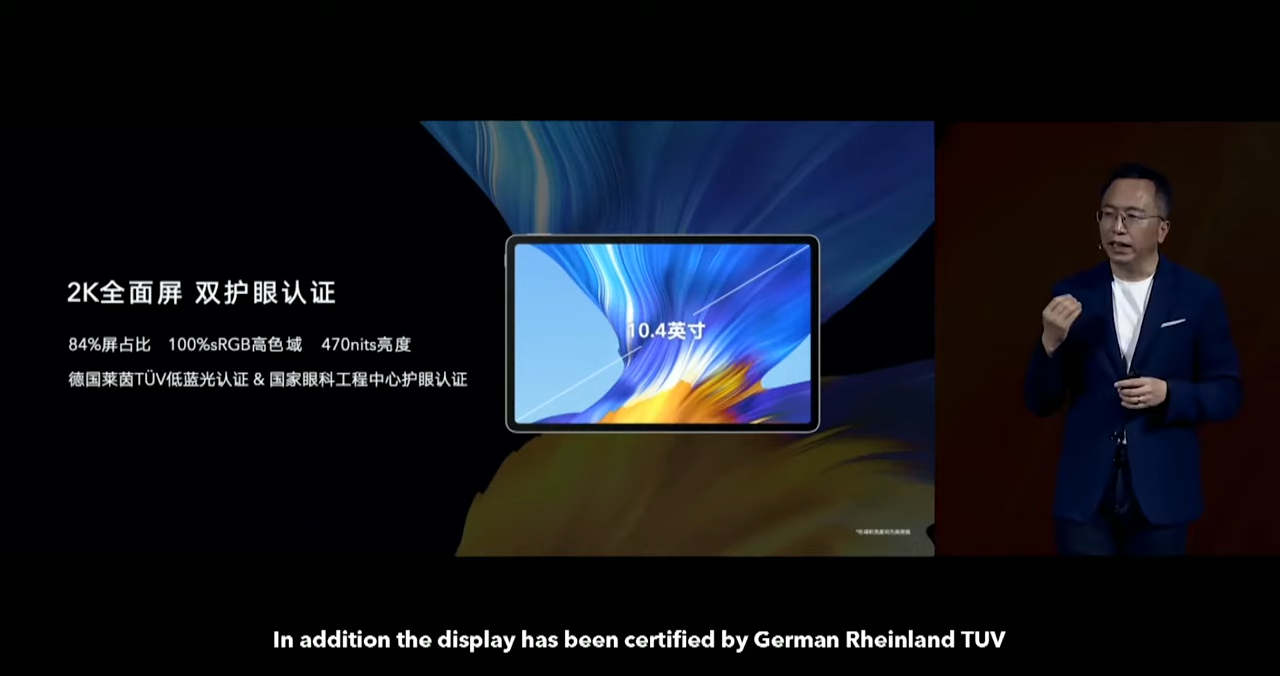 2K全面屏 双护眼认证
84%屏占比 100%sRGB高色域 470nits亮度
德国莱茵TÜV低蓝光认证 & 国家眼科工程中心护眼认证
10.4英寸
In addition the display has been certified by German Rheinland TUV